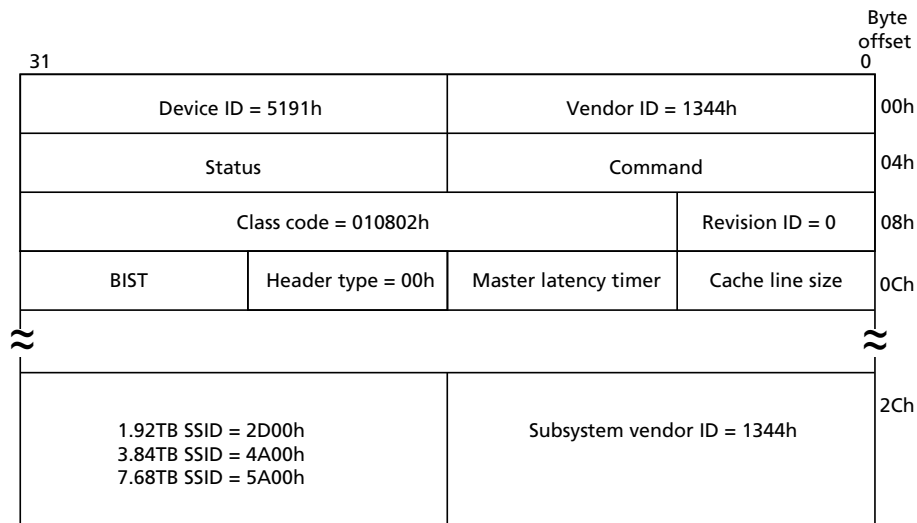 Byte
offset
31
0
Device ID = 5191h
Vendor ID = 1344h
00h
Status
Command
04h
Class code = 010802h
Revision ID = 0
08h
BIST
Header type = 00h
Master latency timer
Cache line size
0Ch
≈
≈
2Ch
1.92TB SSID = 2D00h
3.84TB SSID = 4A00h
7.68TB SSID = 5A00h
Subsystem vendor ID = 1344h